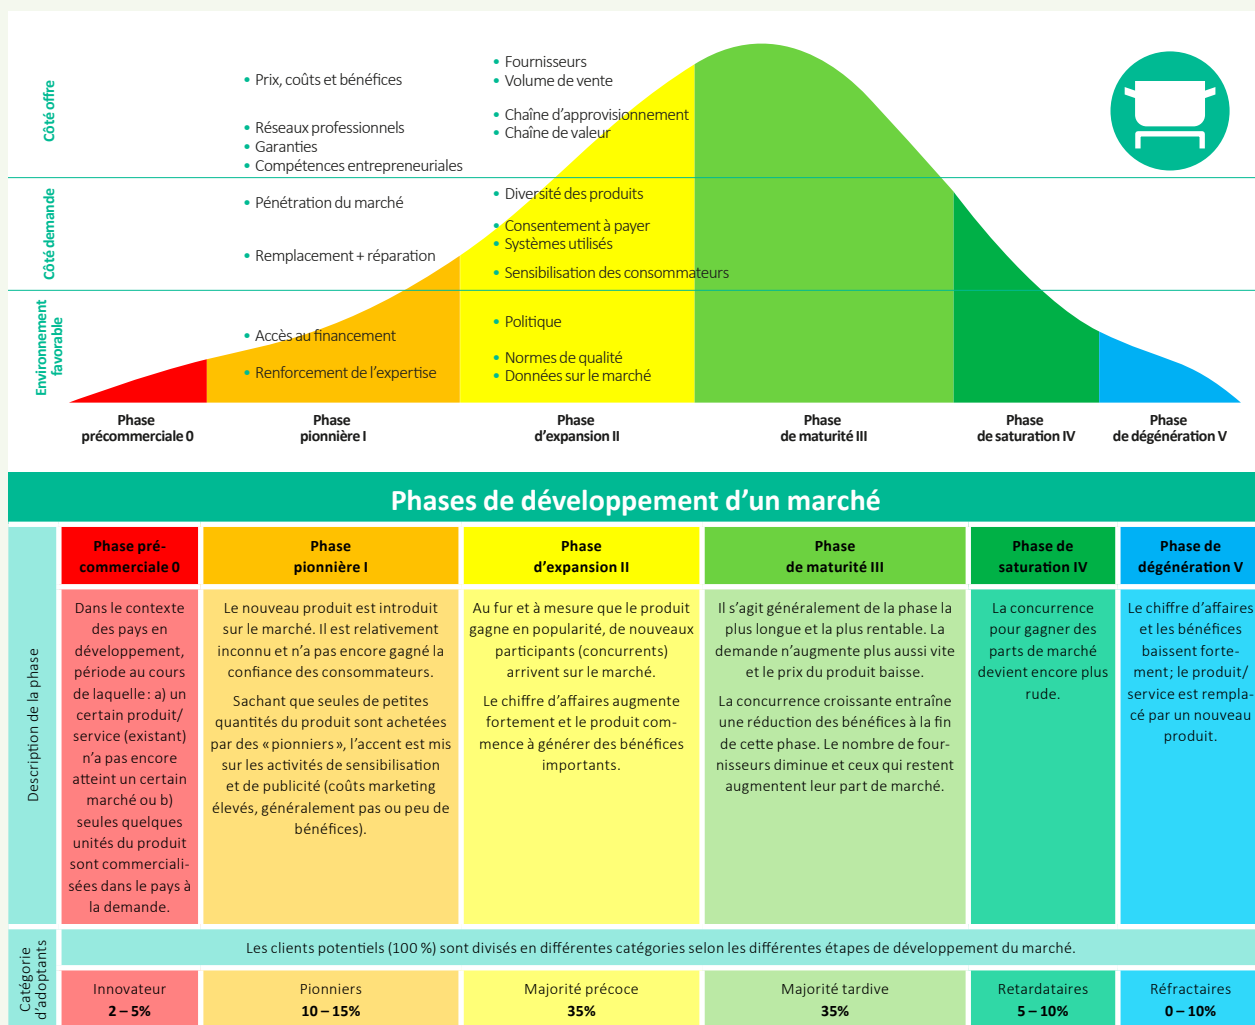 Côté offre
• Prix, coûts et bénéfices
• Réseaux professionnels
• Garanties
• Compétences entrepreneuriales
• Fournisseurs
• Volume de vente
• Chaîne d'approvisionnement
• Chaîne de valeur
Côté demande
• Pénétration du marché
• Remplacement + réparation
• Diversité des produits
• Consentement à payer
• Systèmes utilisés
• Sensibilisation des consommateurs
Environnement
favorable
• Accès au financement
• Renforcement de l'expertise
• Politique
• Normes de qualité
• Données sur le marché
Phase
précommerciale 0
Phase
pionnière I
Phase
d'expansion II
Phase
de maturité III
Phase
de saturation IV
Phase
de dégénération V
Phases de développement d'un marché
Phase pré-
commerciale 0
Phase
pionnière I
Phase
d'expansion II
Phase
de maturité III
Phase de
saturation IV
Phase de
dégénération V
Description de la phase
Dans le contexte
des pays en
développement,
période au cours
de laquelle : a) un
certain produit/
service (existant)
n'a pas encore
atteint un certain
marché ou b)
seules quelques
unités du produit
sont commerciali-
sées dans le pays à
la demande.
Le nouveau produit est introduit
sur le marché. Il est relativement
inconnu et n'a pas encore gagné la
confiance des consommateurs.
Sachant que seules de petites
quantités du produit sont achetées
par des « pionniers », l'accent est mis
sur les activités de sensibilisation
et de publicité (coûts marketing
élevés, généralement pas ou peu de
bénéfices).
Au fur et à mesure que le produit
gagne en popularité, de nouveaux
participants (concurrents)
arrivent sur le marché.
Le chiffre d'affaires augmente
fortement et le produit com-
mence à générer des bénéfices
importants.
Il s'agit généralement de la phase la
plus longue et la plus rentable. La
demande n'augmente plus aussi vite
et le prix du produit baisse.
La concurrence croissante entraîne
une réduction des bénéfices à la fin
de cette phase. Le nombre de four-
nisseurs diminue et ceux qui restent
augmentent leur part de marché.
La concurrence
pour gagner des
parts de marché
devient encore plus
rude.
Le chiffre d'affaires
et les bénéfices
baissent forte-
ment ; le produit/
service est rempla-
cé par un nouveau
produit.
Catégorie
d'adoptants
Les clients potentiels (100 %) sont divisés en différentes catégories selon les différentes étapes de développement du marché.
Innovateur
2 – 5%
Pionniers
10 – 15%
Majorité précoce
35%
Majorité tardive
35%
Retardataires
5 – 10%
Réfractaires
0 – 10%